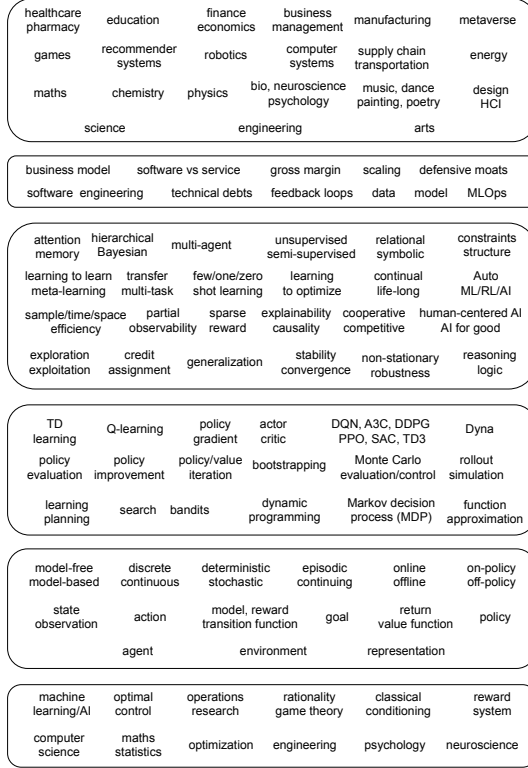 healthcare pharmacy education finance economics business management manufacturing metaverse
games recommender systems robotics computer systems supply chain transportation energy
maths chemistry physics bio, neuroscience psychology music, dance painting, poetry design HCI
science engineering arts
business model software vs service gross margin scaling defensive moats
software engineering technical debts feedback loops data model MLOps
attention memory hierarchical Bayesian multi-agent unsupervised semi-supervised relational symbolic constraints structure
learning to learn meta-learning transfer multi-task few/one/zero shot learning learning to optimize continual life-long Auto ML/RL/AI
sample/time/space efficiency partial observability sparse reward explainability causality cooperative competitive human-centered AI AI for good
exploration exploitation credit assignment generalization stability convergence non-stationary robustness reasoning logic
TD learning Q-learning policy gradient actor critic DQN, A3C, DDPG PPO, SAC, TD3 Dyna
policy evaluation policy improvement policy/value iteration bootstrapping Monte Carlo evaluation/control rollout simulation
learning planning search bandits dynamic programming Markov decision process (MDP) function approximation
model-free model-based discrete continuous deterministic stochastic episodic continuing online offline on-policy off-policy
state observation action model, reward transition function goal return value function policy
agent environment representation
machine learning/AI optimal control operations research rationality game theory classical conditioning reward system
computer science maths statistics optimization engineering psychology neuroscience